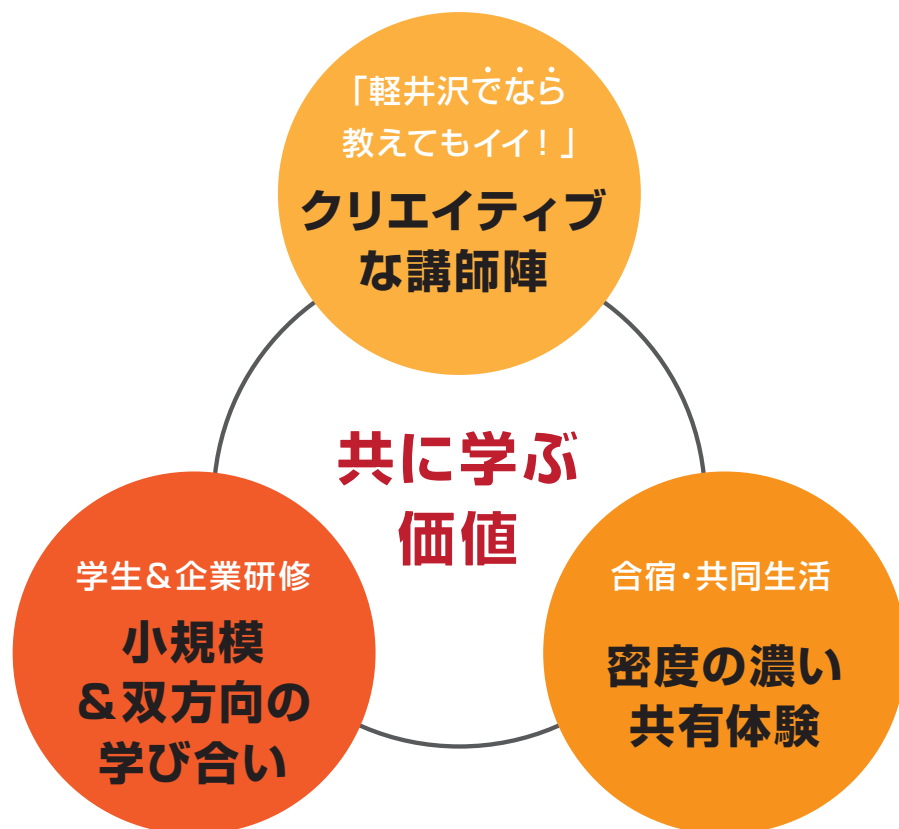 「軽井沢でなら
教えてもイイ！」
クリエイティブ
な講師陣
共に学ぶ
価値
学生&企業研修
小規模
&双方向の
学び合い
合宿・共同生活
密度の濃い
共有体験